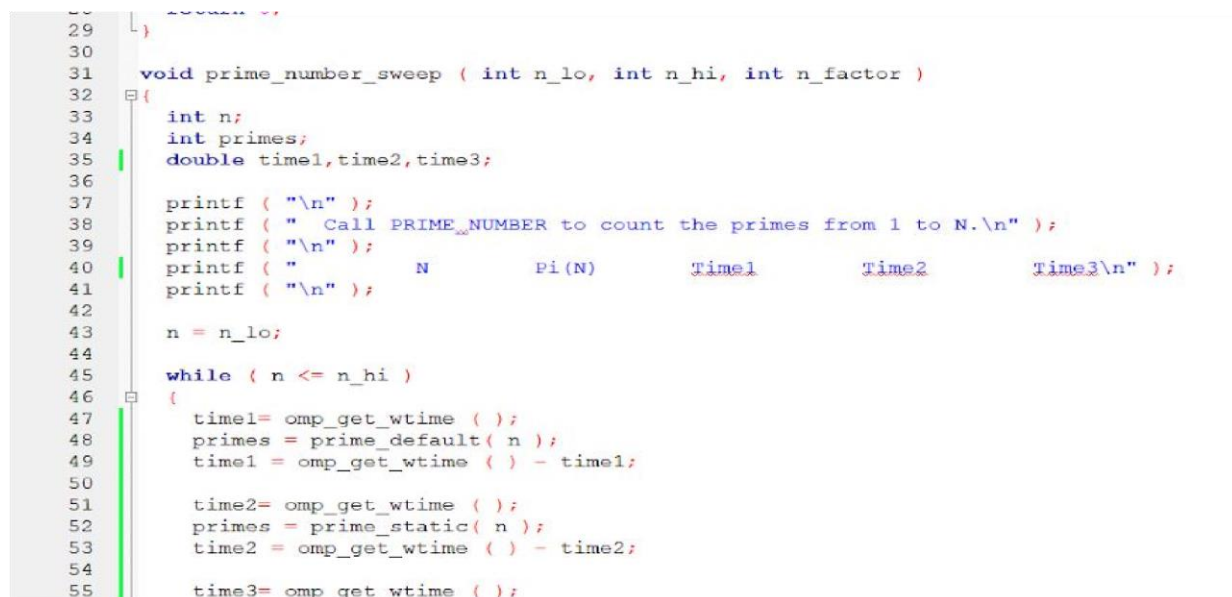 29 }
30
31 void prime_number_sweep ( int n_lo, int n_hi, int n_factor )
32 {
33 int n;
34 int primes;
35 double time1,time2,time3;
36
37 printf ( "\n" );
38 printf ( "  Call PRIME_NUMBER to count the primes from 1 to N.\n" );
39 printf ( "\n" );
40 printf ( "         N        Pi(N)        Time1        Time2        Time3\n" );
41 printf ( "\n" );
42
43 n = n_lo;
44
45 while ( n <= n_hi )
46 {
47 time1= omp_get_wtime ( );
48 primes = prime_default( n );
49 time1 = omp_get_wtime ( ) - time1;
50
51 time2= omp_get_wtime ( );
52 primes = prime_static( n );
53 time2 = omp_get_wtime ( ) - time2;
54
55 time3= omp_get_wtime ( );